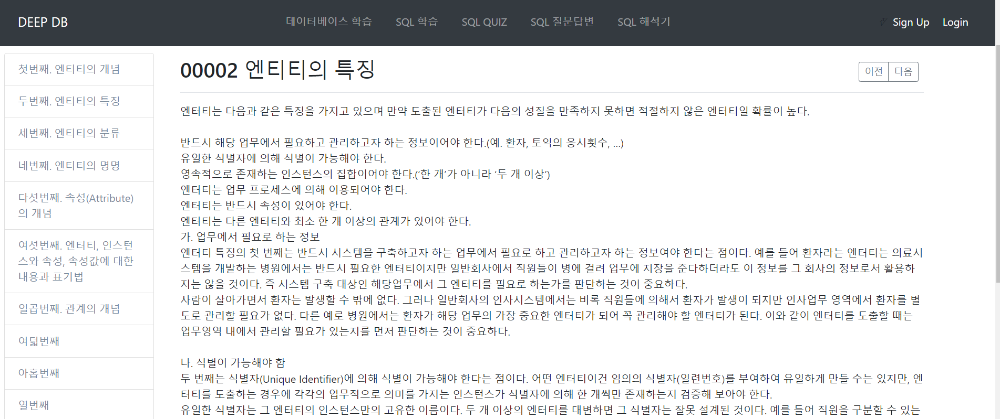 DEEP DB
데이터베이스 학습
SQL 학습
SQL QUIZ
SQL 질문답변
SQL 해석기
Sign Up
Login
첫번째. 엔티티의 개념
두번째. 엔티티의 특징
세번째. 엔티티의 분류
네번째. 엔티티의 명명
다섯번째. 속성(Attribute)
의 개념
여섯번째. 엔터티, 인스턴
스와 속성, 속성값에 대한
내용과 표기법
일곱번째. 관계의 개념
여덟번째
아홉번째
열번째
00002 엔티티의 특징
이전
다음
엔터티는 다음과 같은 특징을 가지고 있으며 만약 도출된 엔터티가 다음의 성질을 만족하지 못하면 적절하지 않은 엔터티일 확률이 높다.
반드시 해당 업무에서 필요하고 관리하고자 하는 정보이어야 한다.(예. 환자, 토익의 응시횟수, ...)
유일한 식별자에 의해 식별이 가능해야 한다.
영속적으로 존재하는 인스턴스의 집합이어야 한다.(‘한 개’가 아니라 ‘두 개 이상’)
엔터티는 업무 프로세스에 의해 이용되어야 한다.
엔터티는 반드시 속성이 있어야 한다.
엔터티는 다른 엔터티와 최소 한 개 이상의 관계가 있어야 한다.
가. 업무에서 필요로 하는 정보
엔터티 특징의 첫 번째는 반드시 시스템을 구축하고자 하는 업무에서 필요로 하고 관리하고자 하는 정보여야 한다는 점이다. 예를 들어 환자라는 엔터티는 의료시
스템을 개발하는 병원에서는 반드시 필요한 엔터티이지만 일반회사에서 직원들이 병에 걸려 업무에 지장을 준다하더라도 이 정보를 그 회사의 정보로서 활용하
지는 않을 것이다. 즉 시스템 구축 대상인 해당업무에서 그 엔터티를 필요로 하는가를 판단하는 것이 중요하다.
사람이 살아가면서 환자는 발생할 수 밖에 없다. 그러나 일반회사의 인사시스템에서는 비록 직원들에 의해서 환자가 발생이 되지만 인사업무 영역에서 환자를 별
도로 관리할 필요가 없다. 다른 예로 병원에서는 환자가 해당 업무의 가장 중요한 엔터티가 되어 꼭 관리해야 할 엔터티가 된다. 이와 같이 엔터티를 도출할 때는
업무영역 내에서 관리할 필요가 있는지를 먼저 판단하는 것이 중요하다.
나. 식별이 가능해야 함
두 번째는 식별자(Unique Identifier)에 의해 식별이 가능해야 한다는 점이다. 어떤 엔터티이건 임의의 식별자(일련번호)를 부여하여 유일하게 만들 수는 있지만, 엔
터티를 도출하는 경우에 각각의 업무적으로 의미를 가지는 인스턴스가 식별자에 의해 한 개씩만 존재하는지 검증해 보아야 한다.
유일한 식별자는 그 엔터티의 인스턴스만의 고유한 이름이다. 두 개 이상의 엔터티를 대변하면 그 식별자는 잘못 설계된 것이다. 예를 들어 직원을 구분할 수 있는